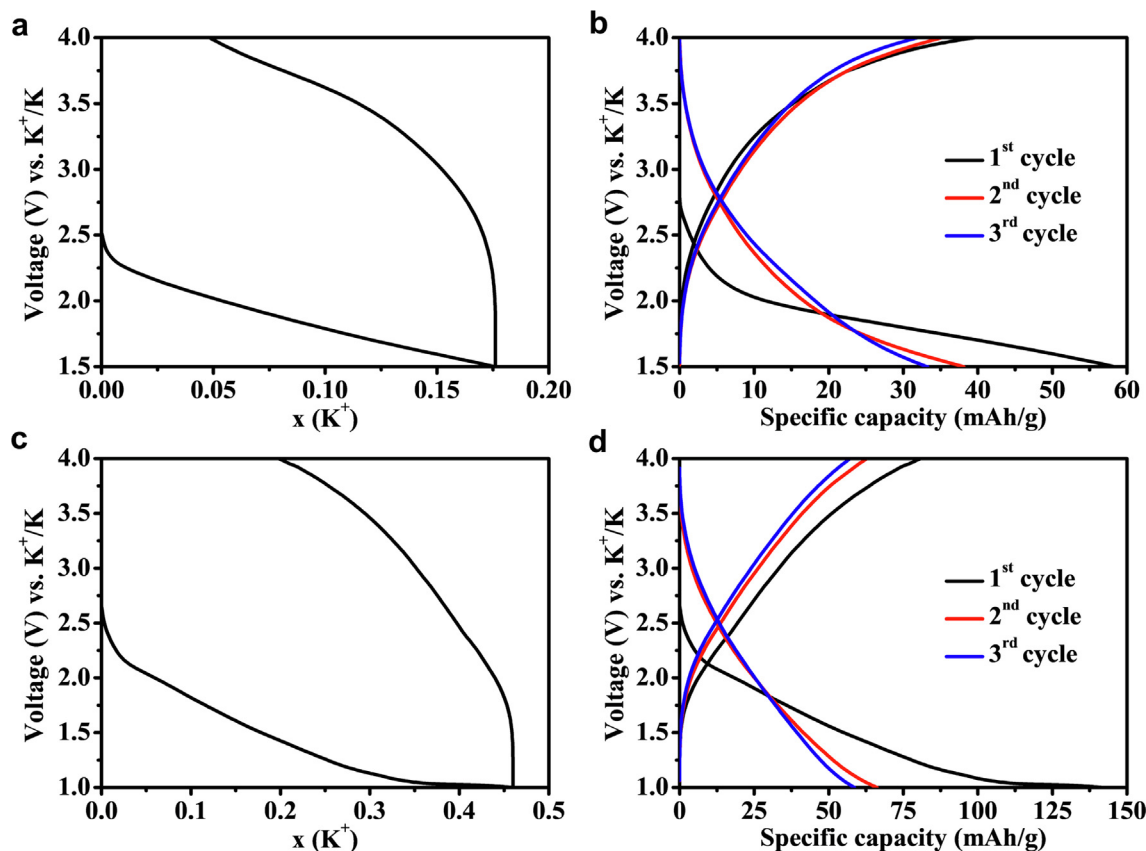 a
4.0
3.5
3.0
2.5
2.0
1.5
Voltage (V) vs. K⁺/K
0.00 0.05 0.10 0.15 0.20
x (K⁺)
b
4.0
3.5
3.0
2.5
2.0
1.5
Voltage (V) vs. K⁺/K
1ˢᵗ cycle
2ⁿᵈ cycle
3ʳᵈ cycle
0 10 20 30 40 50 60
Specific capacity (mAh/g)
c
4.0
3.5
3.0
2.5
2.0
1.5
1.0
Voltage (V) vs. K⁺/K
0.0 0.1 0.2 0.3 0.4 0.5
x (K⁺)
d
4.0
3.5
3.0
2.5
2.0
1.5
1.0
Voltage (V) vs. K⁺/K
1ˢᵗ cycle
2ⁿᵈ cycle
3ʳᵈ cycle
0 25 50 75 100 125 150
Specific capacity (mAh/g)